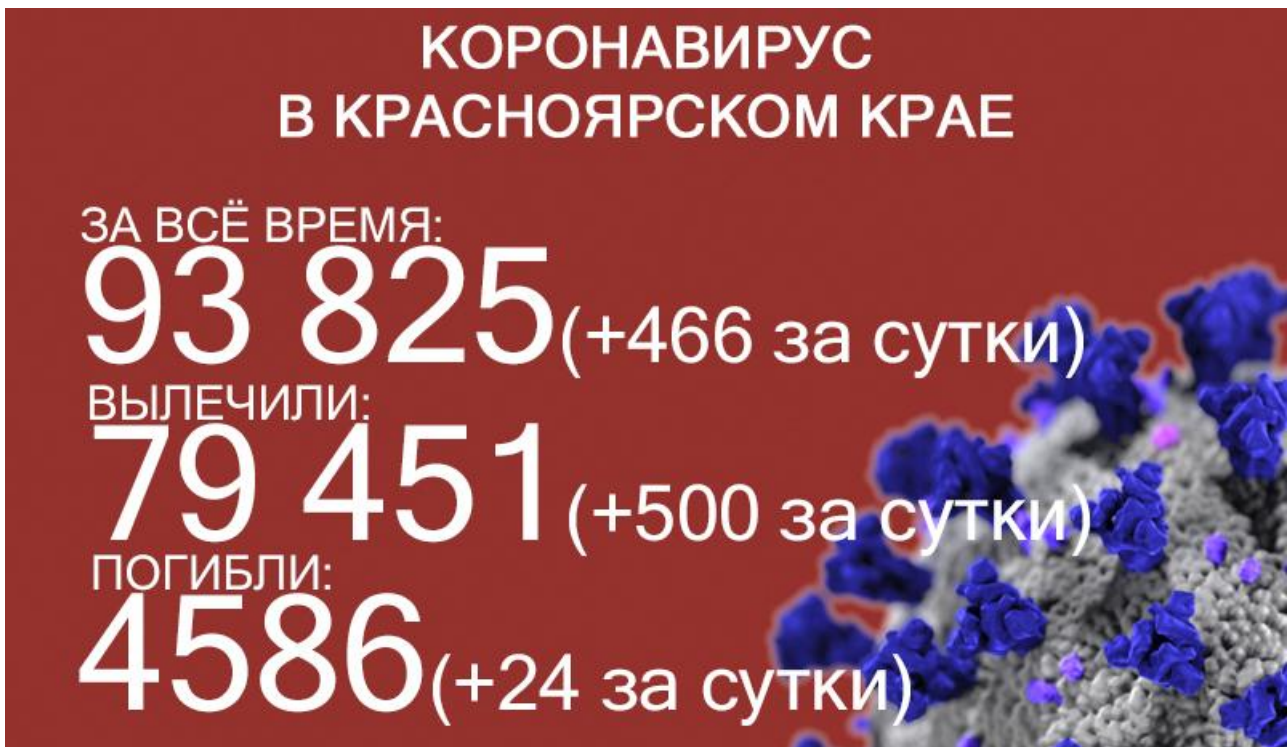 КОРОНАВИРУС
В КРАСНОЯРСКОМ КРАЕ
ЗА ВСЁ ВРЕМЯ:
93 825(+466 за сутки)
ВЫЛЕЧИЛИ:
79 451(+500 за сутки)
ПОГИБЛИ:
4586(+24 за сутки)